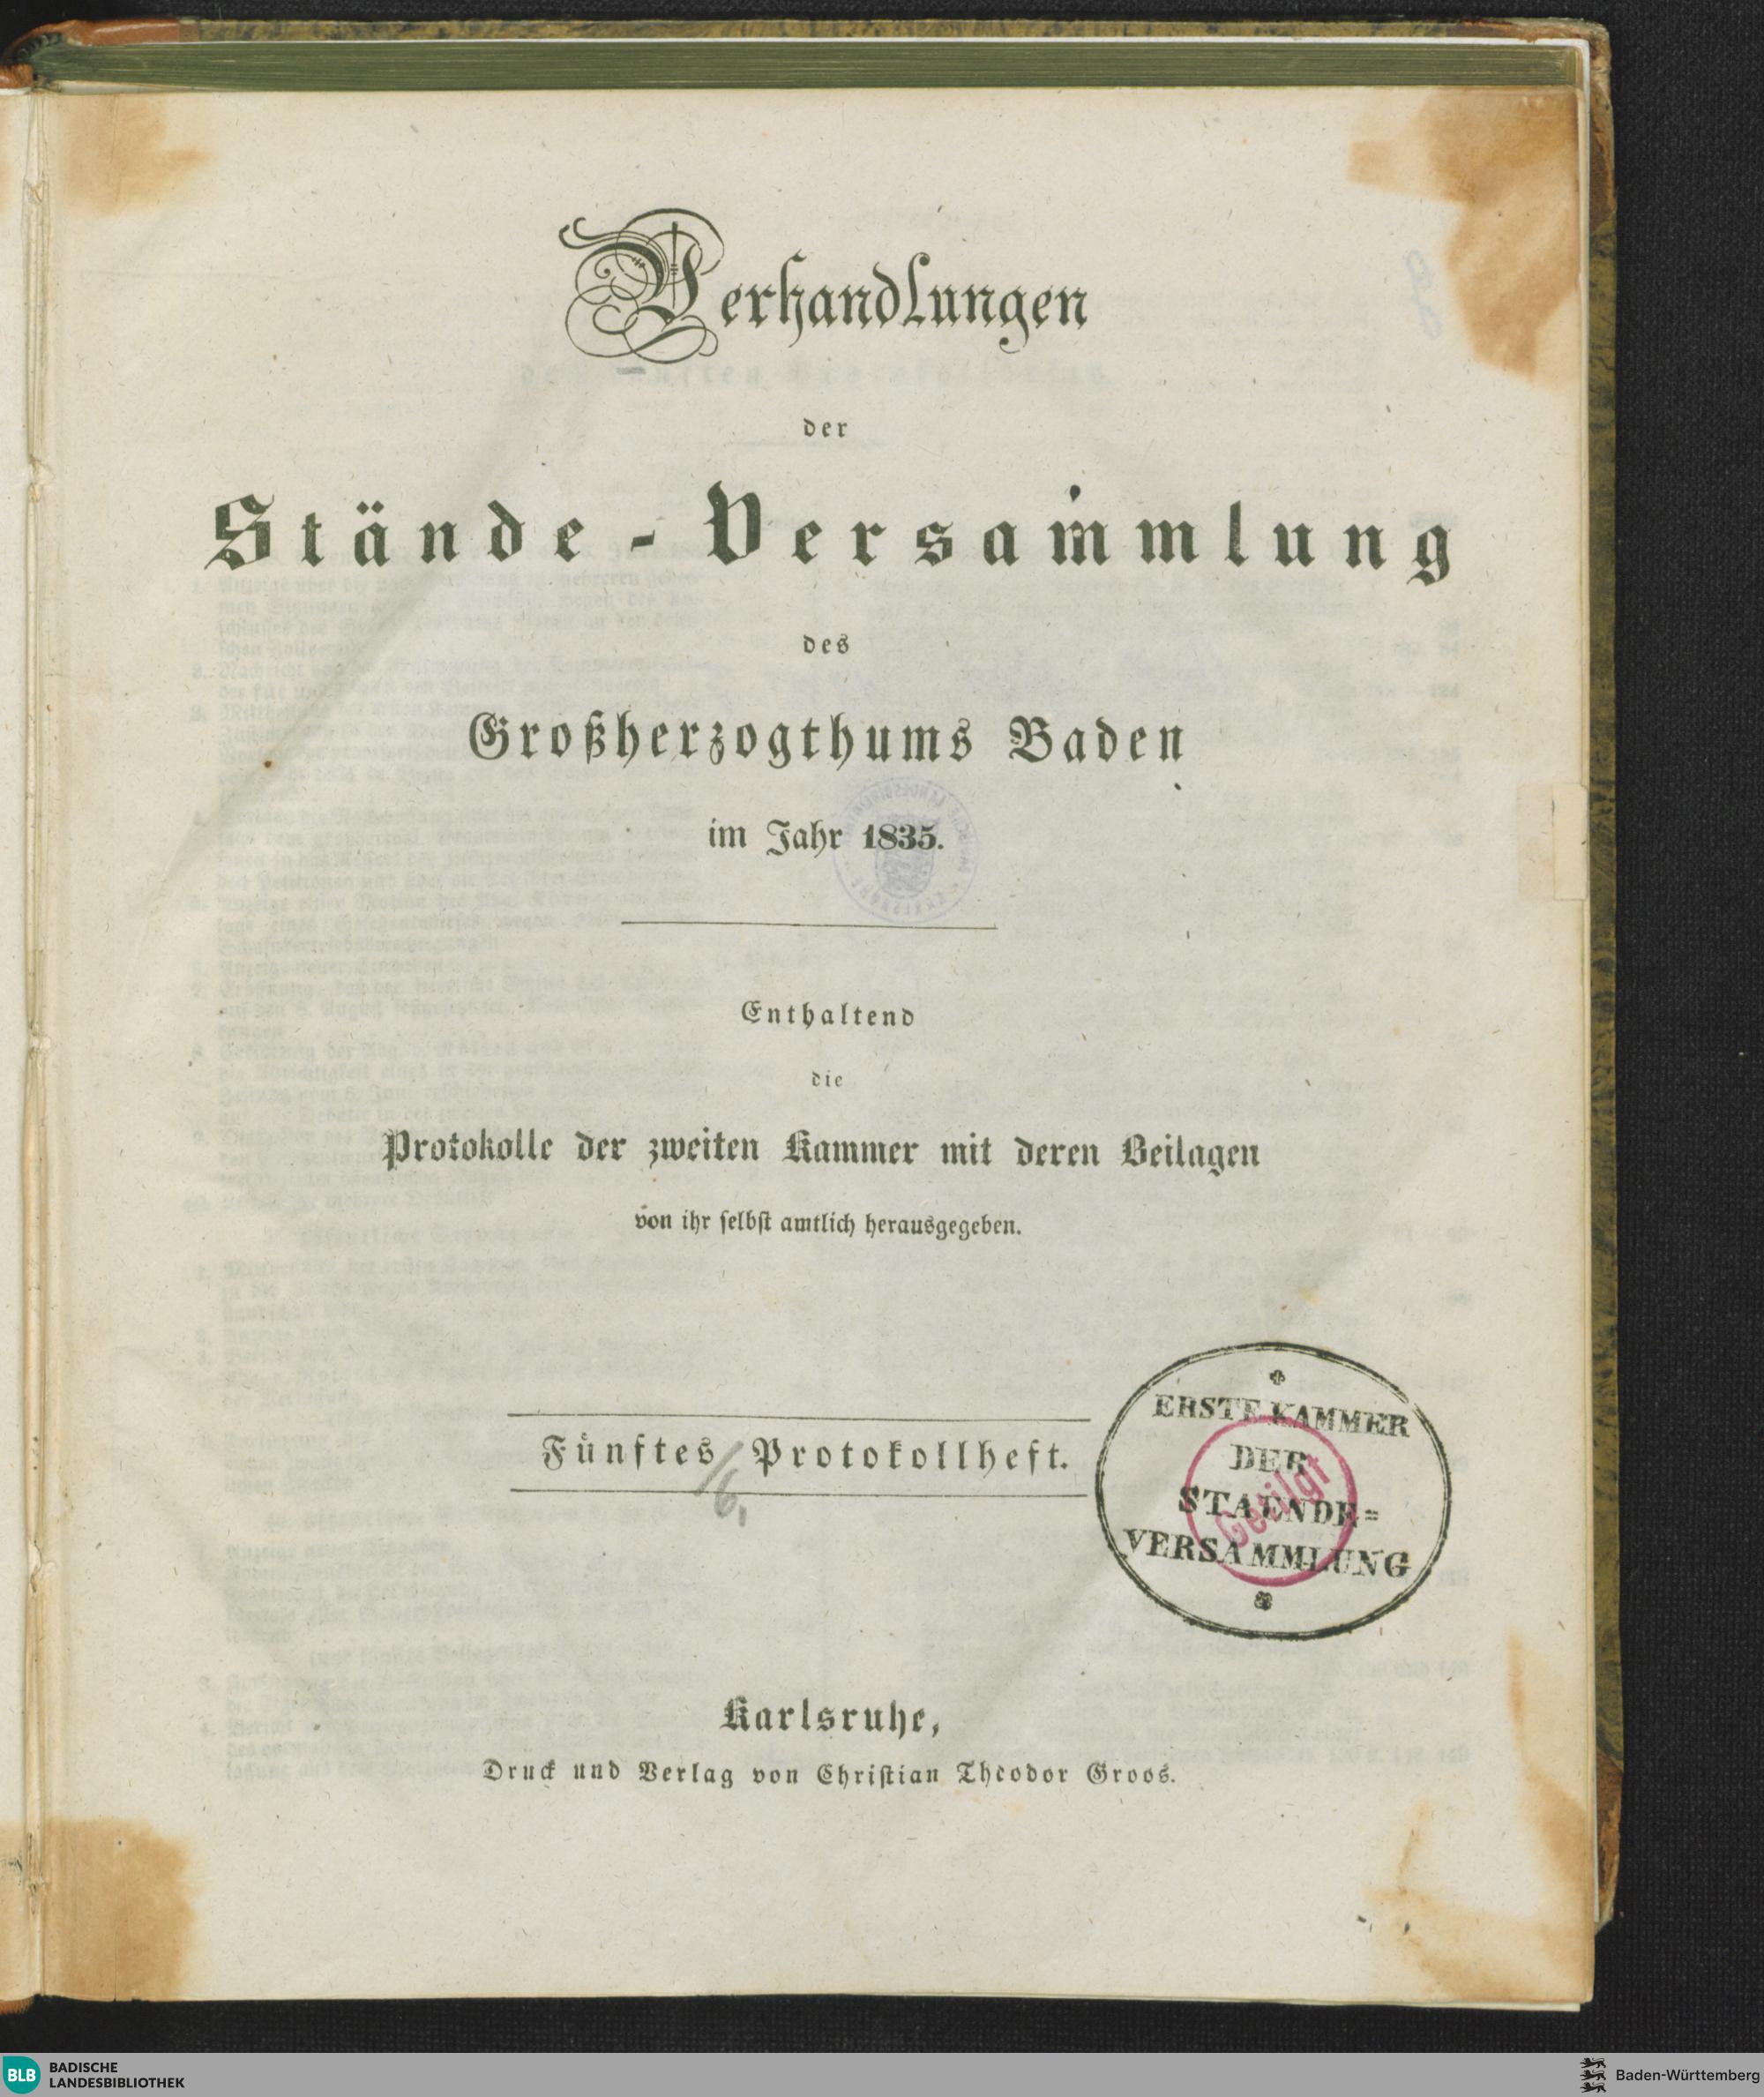 Verhandlungen
der
Stände-Versammlung
des
Großherzogthums Baden
im Jahr 1835.
Enthaltend
die
Protokolle der zweiten Kammer mit deren Beilagen
von ihr selbst amtlich herausgegeben.
Fünftes Protokollheft.
/6.
ERSTE KAMMER
DER
STAENDE=
VERSAMMLUNG
Getilgt
Karlsruhe,
Druck und Verlag von Christian Theodor Groos.
BLB
BADISCHE
LANDESBIBLIOTHEK
Baden-Württemberg